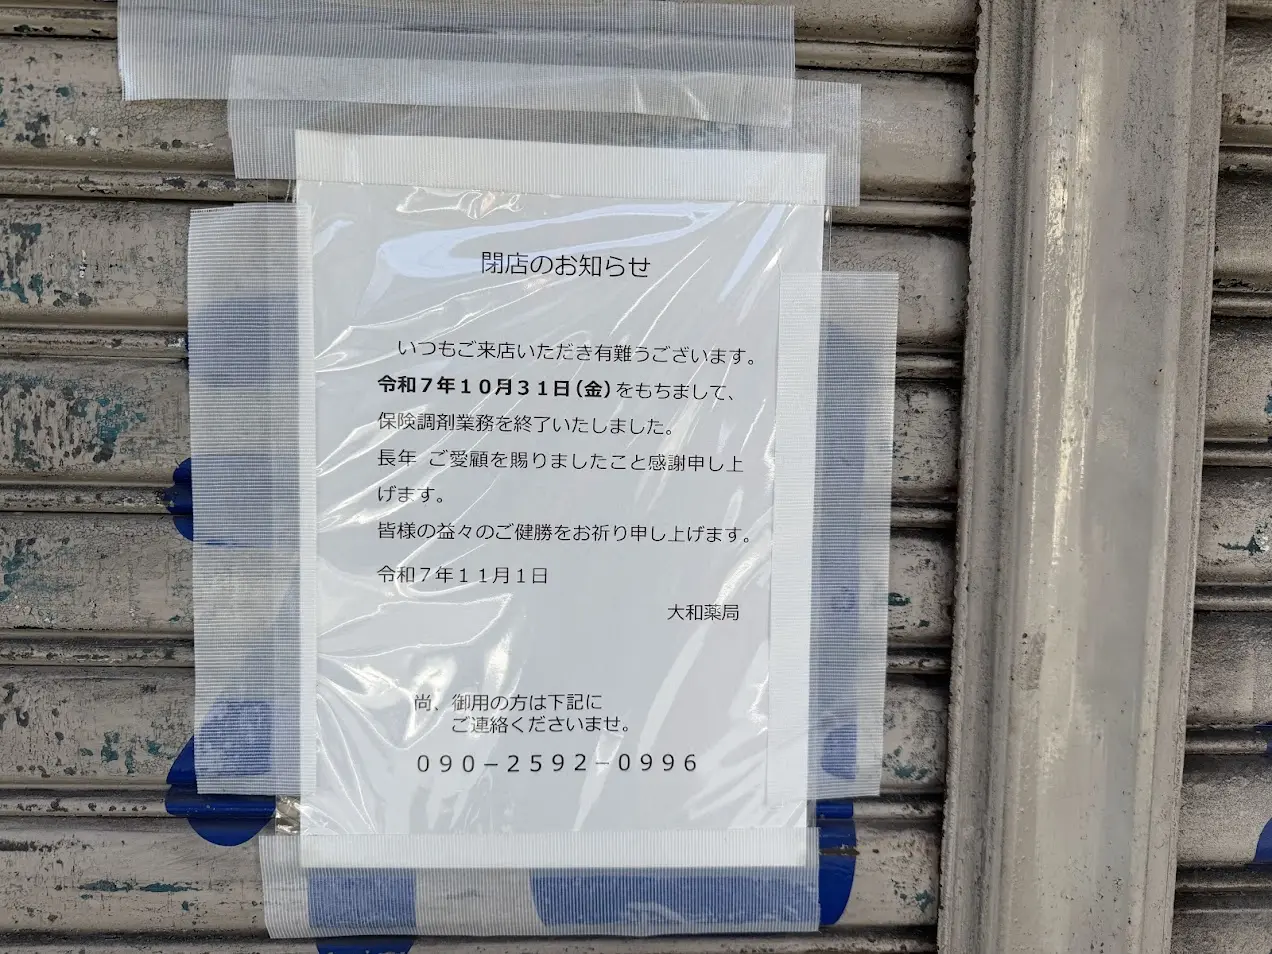 閉店のお知らせ
いつもご来店いただき有難うございます。
令和７年１０月３１日（金）をもちまして、
保険調剤業務を終了いたしました。
長年 ご愛顧を賜りましたこと感謝申し上
げます。
皆様の益々のご健勝をお祈り申し上げます。
令和７年１１月１日
大和薬局
尚、御用の方は下記に
ご連絡くださいませ。
０９０－２５９２－０９９６